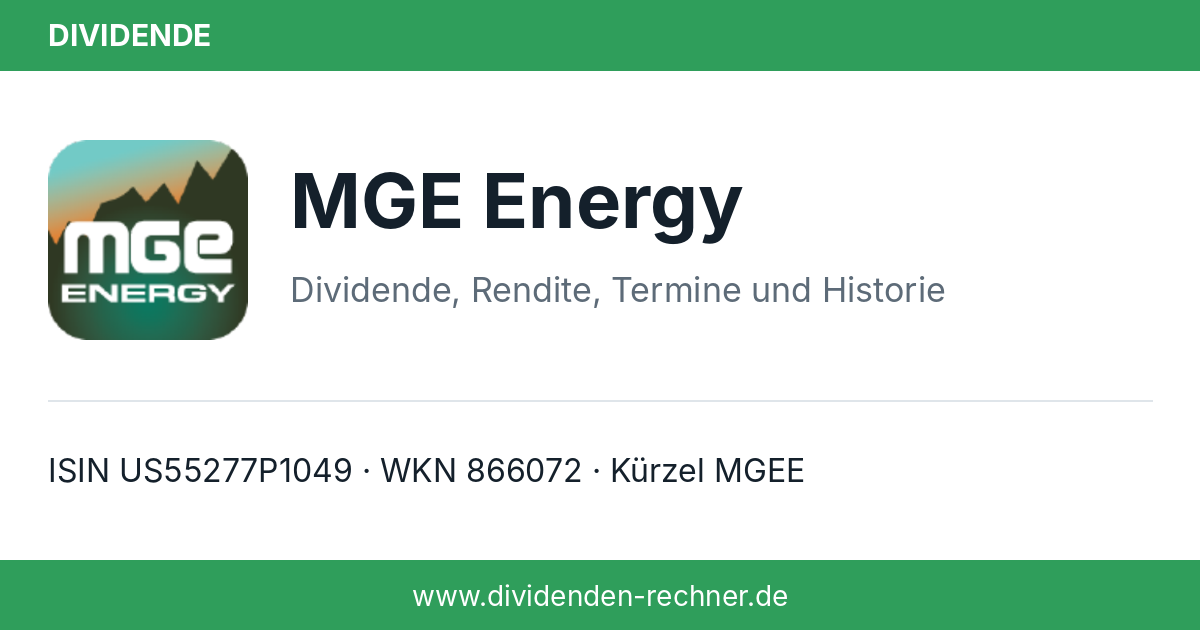 DIVIDENDE
mGe
ENERGY
MGE Energy
Dividende, Rendite, Termine und Historie
ISIN US55277P1049 · WKN 866072 · Kürzel MGEE
www.dividenden-rechner.de